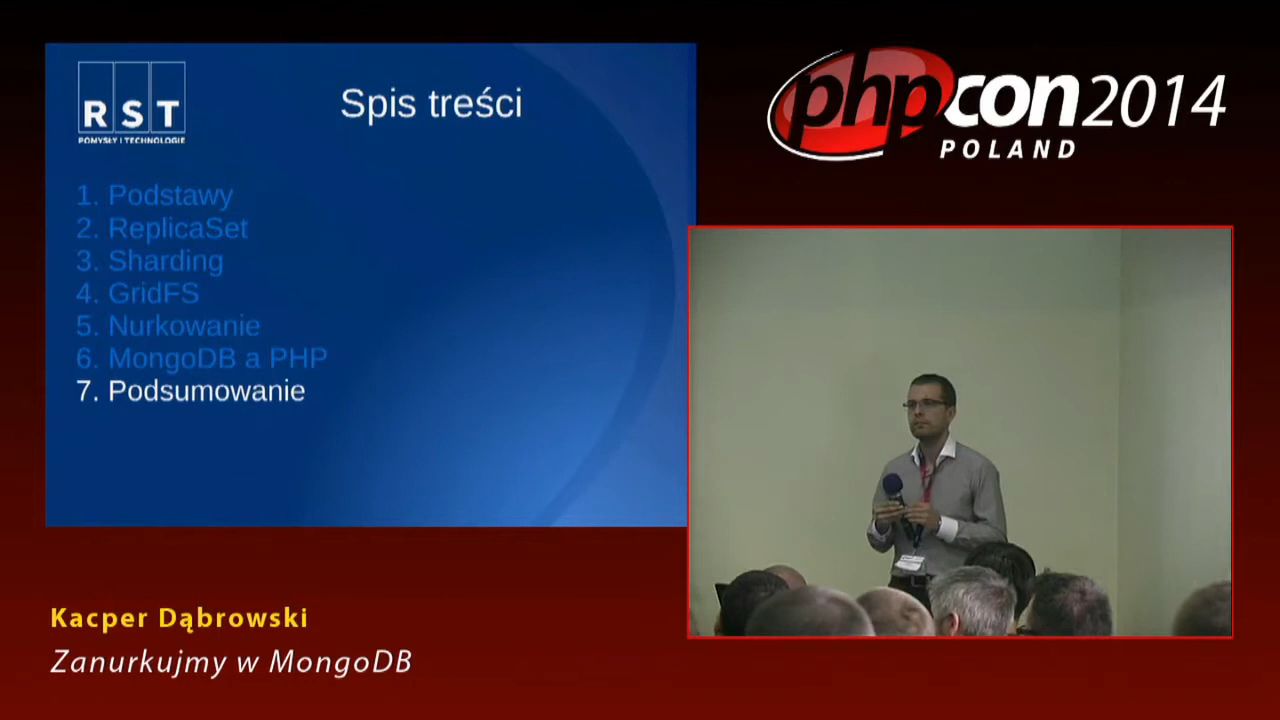 RST
POMYSŁY I TECHNOLOGIE
Spis treści
1. Podstawy
2. ReplicaSet
3. Sharding
4. GridFS
5. Nurkowanie
6. MongoDB a PHP
7. Podsumowanie
phpcon2014
POLAND
Kacper Dąbrowski
Zanurkujmy w MongoDB